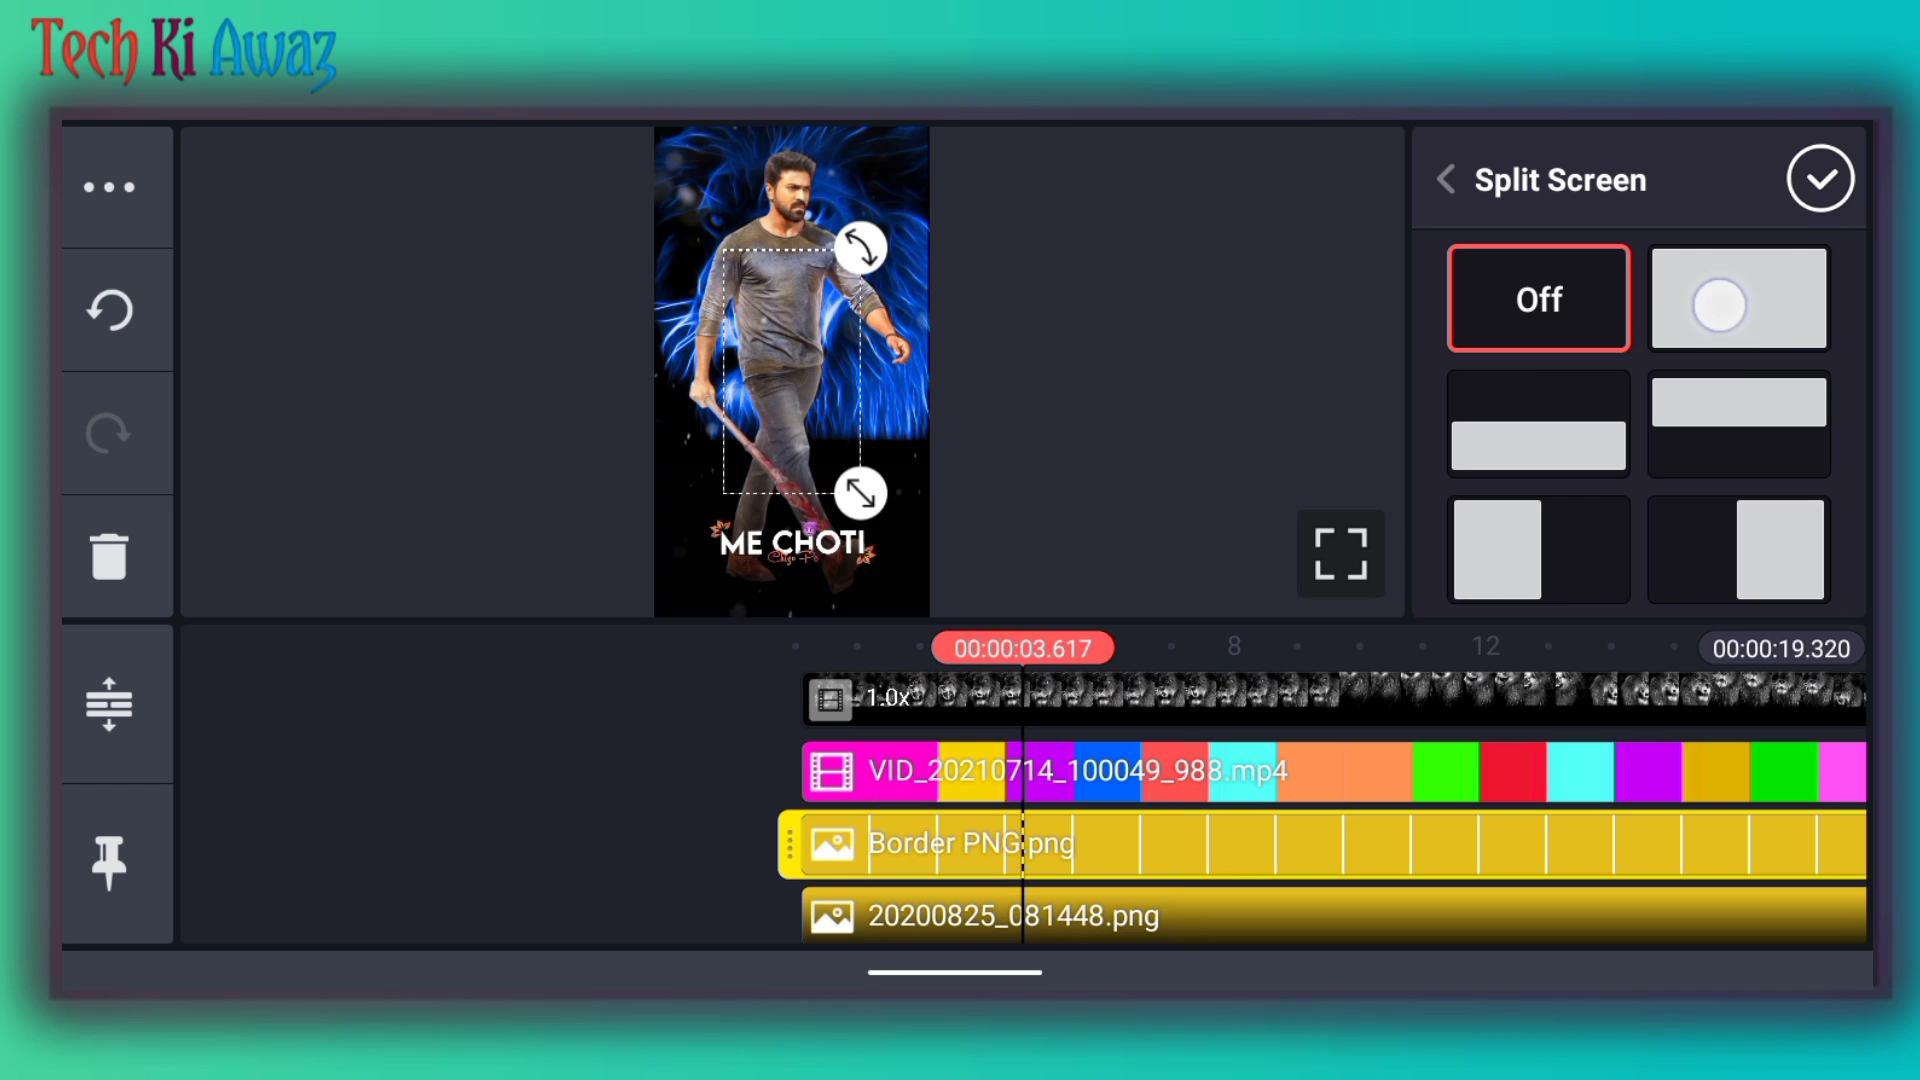 Tech Ki Awaz
Split Screen
Off
ME CHOTI
00:00:03.617
8
12
00:00:19.320
1.0x
VID_20210714_100049_988.mp4
Border PNG.png
20200825_081448.png